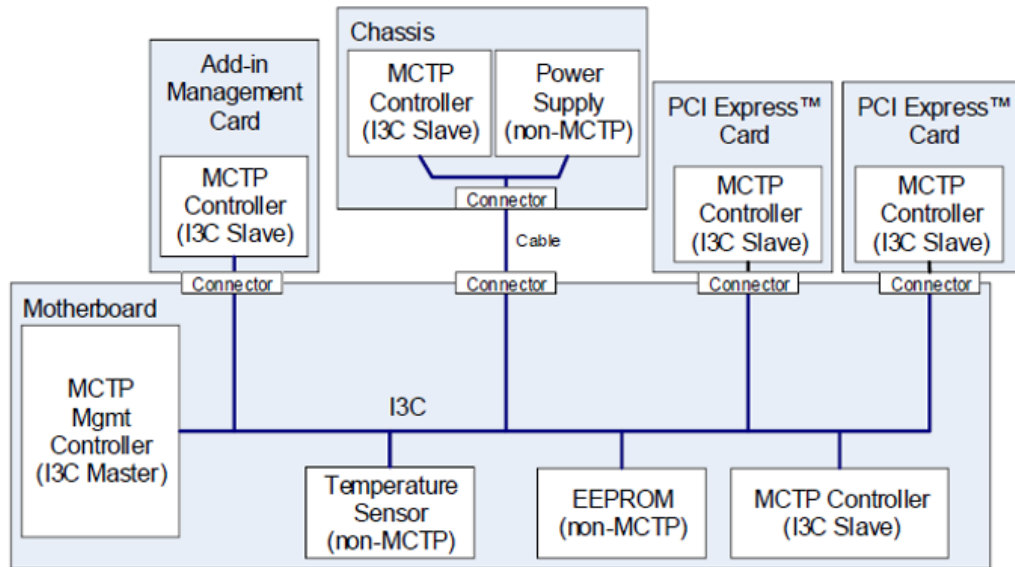 Chassis
Add-in
Management
Card
MCTP
Controller
(I3C Slave)
Power
Supply
(non-MCTP)
PCI Express™
Card
PCI Express™
Card
MCTP
Controller
(I3C Slave)
MCTP
Controller
(I3C Slave)
MCTP
Controller
(I3C Slave)
Connector
Cable
Connector
Connector
Connector
Connector
Motherboard
MCTP
Mgmt
Controller
(I3C Master)
I3C
Temperature
Sensor
(non-MCTP)
EEPROM
(non-MCTP)
MCTP Controller
(I3C Slave)